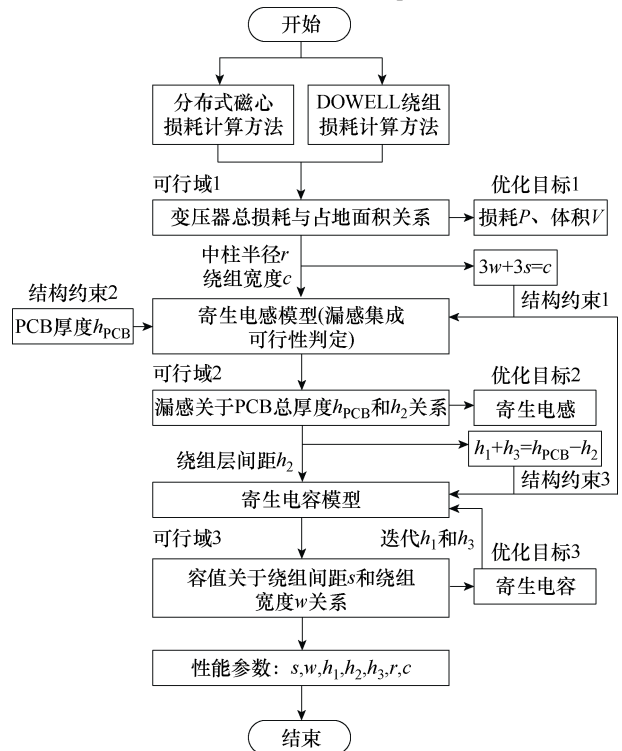 开始
分布式磁心
损耗计算方法
DOWELL绕组
损耗计算方法
可行域1
优化目标1
变压器总损耗与占地面积关系
损耗P、体积V
中柱半径r
绕组宽度c
3w+3s=c
结构约束2
结构约束1
PCB厚度hPCB
寄生电感模型(漏感集成
可行性判定)
可行域2
优化目标2
漏感关于PCB总厚度hPCB和h2关系
寄生电感
绕组层间距h2
h1+h3=hPCB−h2
结构约束3
寄生电容模型
可行域3
迭代h1和h3
优化目标3
容值关于绕组间距s和绕组
宽度w关系
寄生电容
性能参数：s,w,h1,h2,h3,r,c
结束